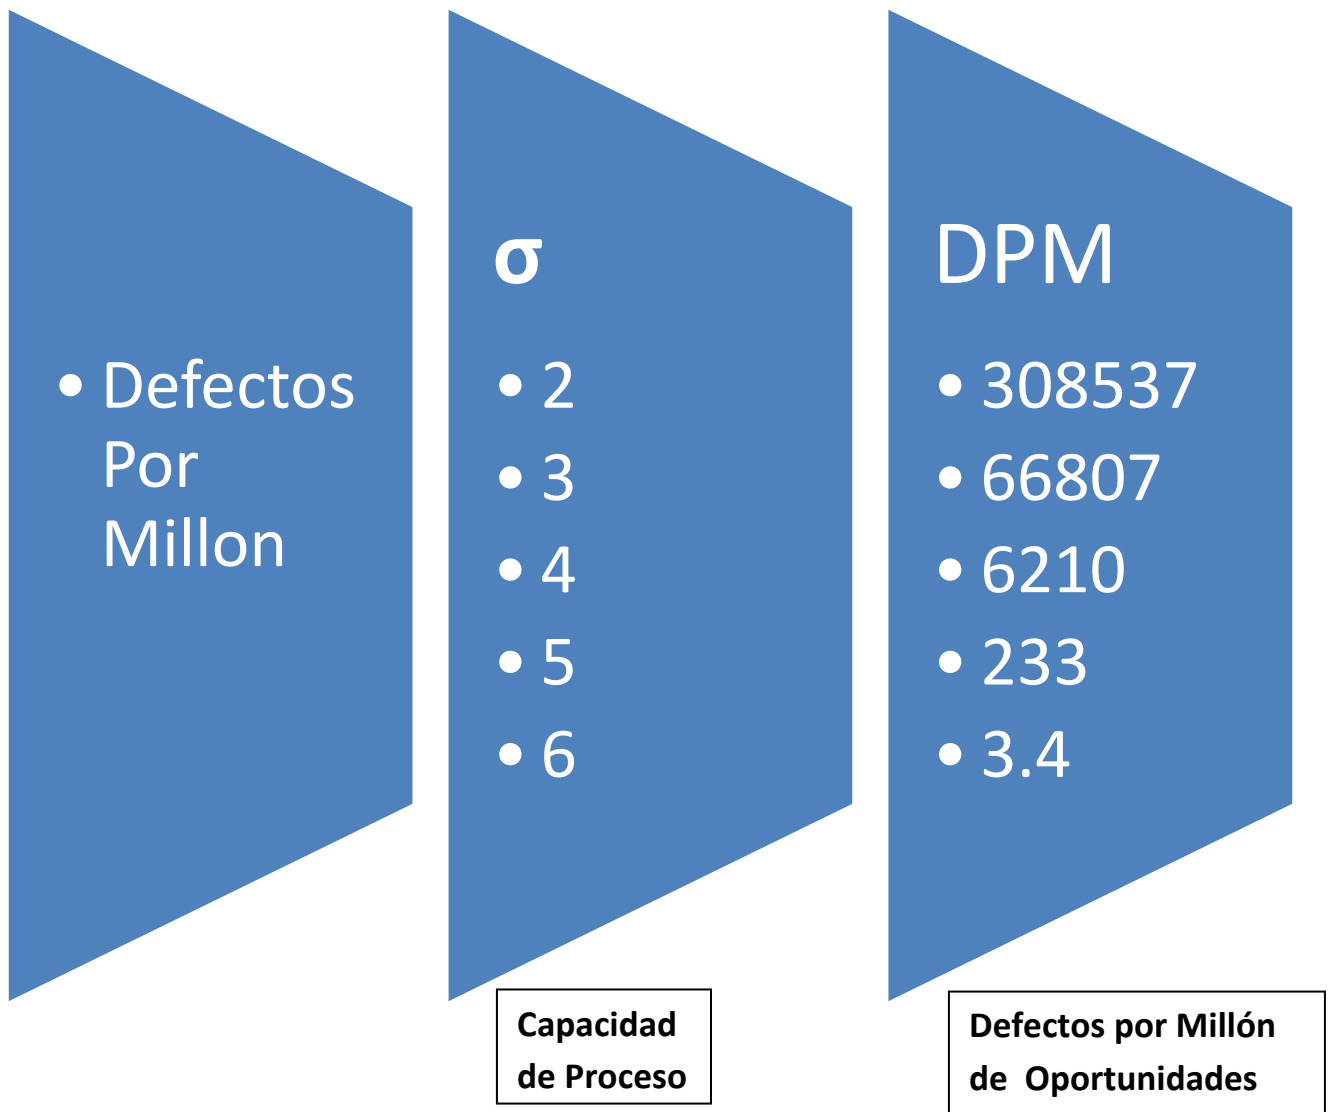 • Defectos
Por
Millon
σ
• 2
• 3
• 4
• 5
• 6
DPM
• 308537
• 66807
• 6210
• 233
• 3.4
Capacidad
de Proceso
Defectos por Millón
de Oportunidades